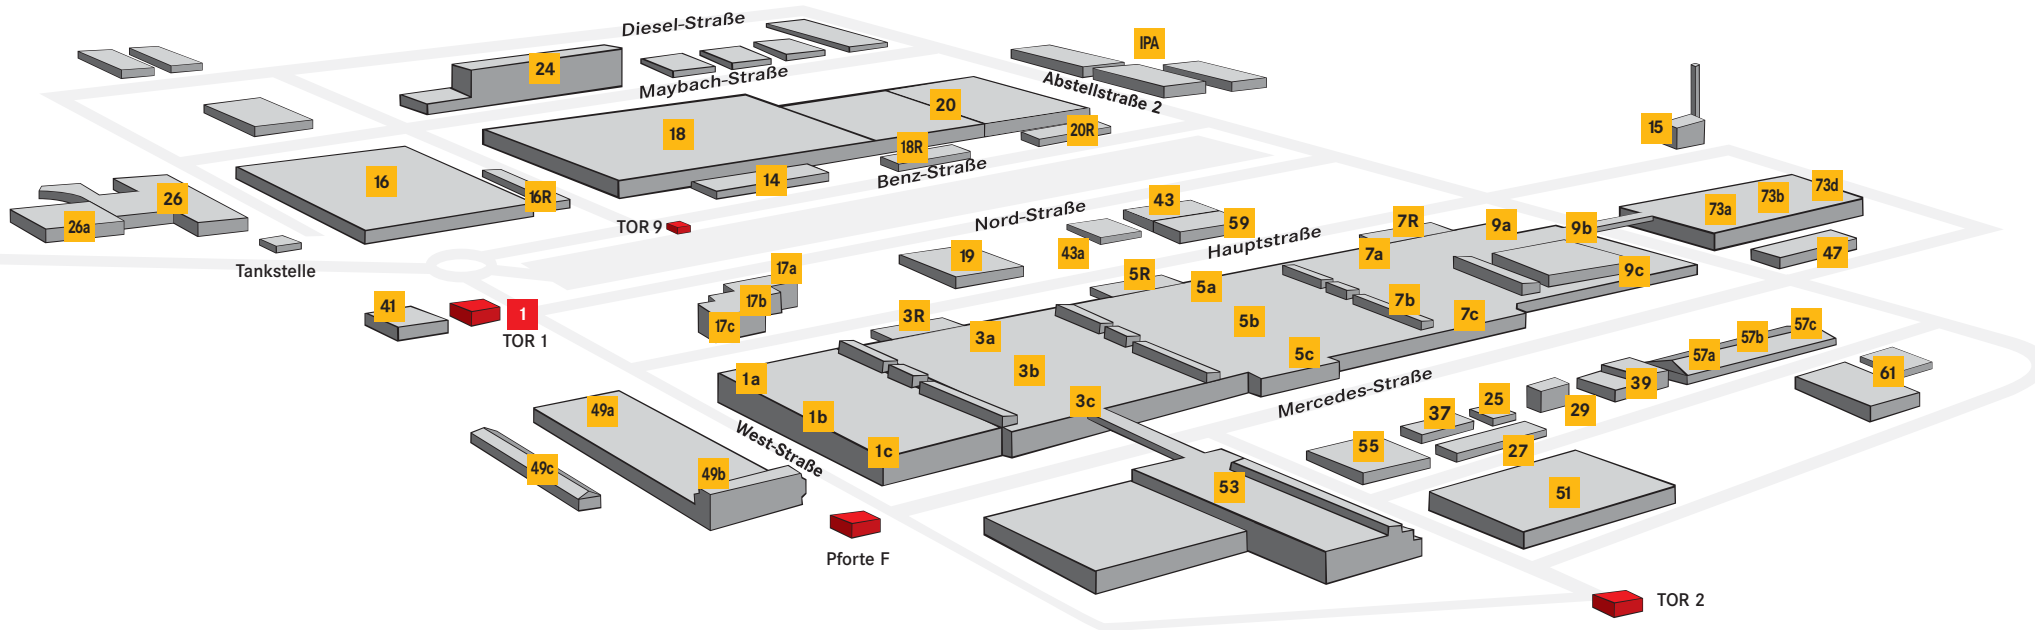 Diesel-Straße
IPA
24
Maybach-Straße
Abstellstraße 2
20
18
20R
15
18R
14
Benz-Straße
16
16R
26
26a
TOR 9
Tankstelle
73d
73b
73a
43
59
Nord-Straße
43a
Hauptstraße
7R
9a
9b
47
9c
19
7a
17a
17b
17c
5R
5a
7b
7c
41
1
TOR 1
3R
5b
3a
5c
57c
57b
57a
3b
1a
61
39
Mercedes-Straße
3c
25
29
37
49a
1b
West-Straße
1c
55
27
49c
49b
53
51
Pforte F
TOR 2